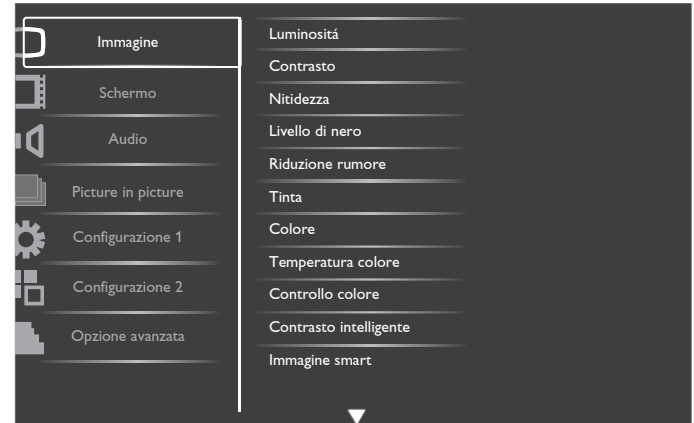 Immagine
Schermo
Audio
Picture in picture
Configurazione 1
Configurazione 2
Opzione avanzata
Luminositá
Contrasto
Nitidezza
Livello di nero
Riduzione rumore
Tinta
Colore
Temperatura colore
Controllo colore
Contrasto intelligente
Immagine smart